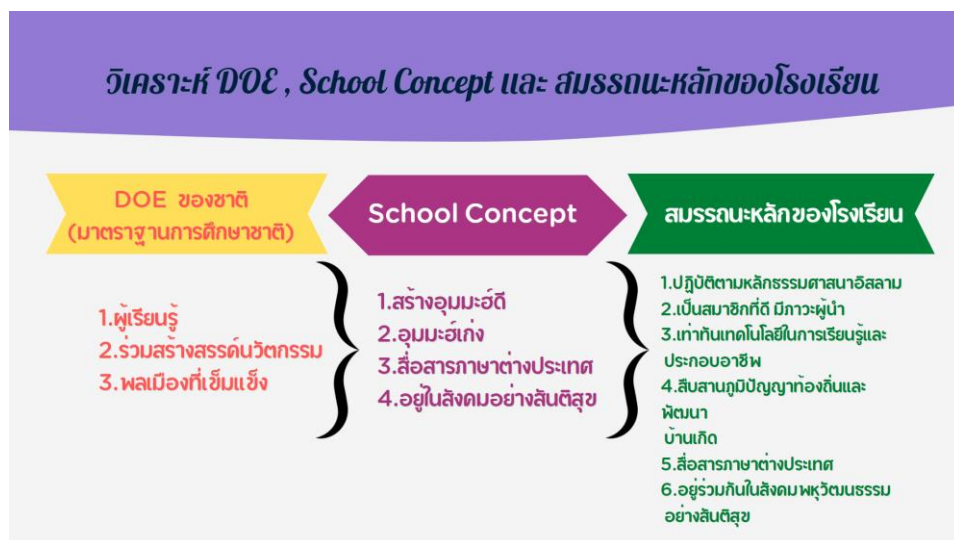 วิเคราะห์ DOE , School Concept และ สมรรถนะหลักของโรงเรียน
DOE ของชาติ
(มาตราฐานการศึกษาชาติ)
1.ผู้เรียนรู้
2.ร่วมสร้างสรรค์นวัตกรรม
3.พลเมืองที่เข็มแข็ง
School Concept
1.สร้างอุมมะฮ์ดี
2.อุมมะฮ์เก่ง
3.สื่อสารภาษาต่างประเทศ
4.อยู่ในสังคมอย่างสันติสุข
สมรรถนะหลักของโรงเรียน
1.ปฏิบัติตามหลักธรรมศาสนาอิสลาม
2.เป็นสมาชิกที่ดี มีภาวะผู้นำ
3.เท่าทันเทคโนโลยีในการเรียนรู้และ
ประกอบอาชีพ
4.สืบสานภูมิปัญญาท้องถิ่นและ
พัฒนา
บ้านเกิด
5.สื่อสารภาษาต่างประเทศ
6.อยู่ร่วมกันในสังคมพหุวัฒนธรรม
อย่างสันติสุข